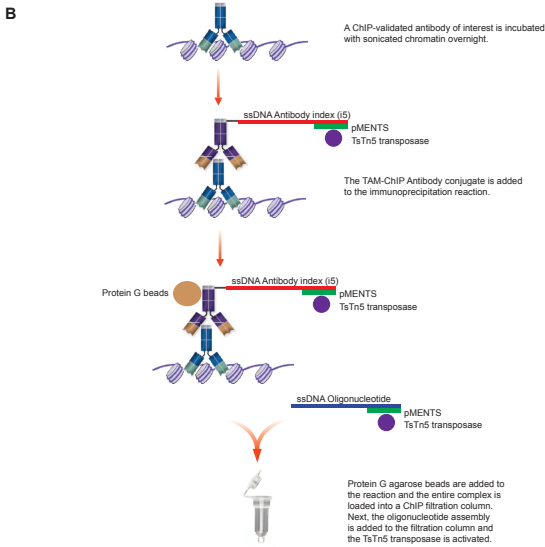 B
A ChIP-validated antibody of interest is incubated
with sonicated chromatin overnight.
ssDNA Antibody index (i5)
pMENTS
TsTn5 transposase
The TAM-ChIP Antibody conjugate is added
to the immunoprecipitation reaction.
ssDNA Antibody index (i5)
Protein G beads
pMENTS
TsTn5 transposase
ssDNA Oligonucleotide
pMENTS
TsTn5 transposase
Protein G agarose beads are added to
the reaction and the entire complex is
loaded into a ChIP filtration column.
Next, the oligonucleotide assembly
is added to the filtration column and
the TsTn5 transposase is activated.